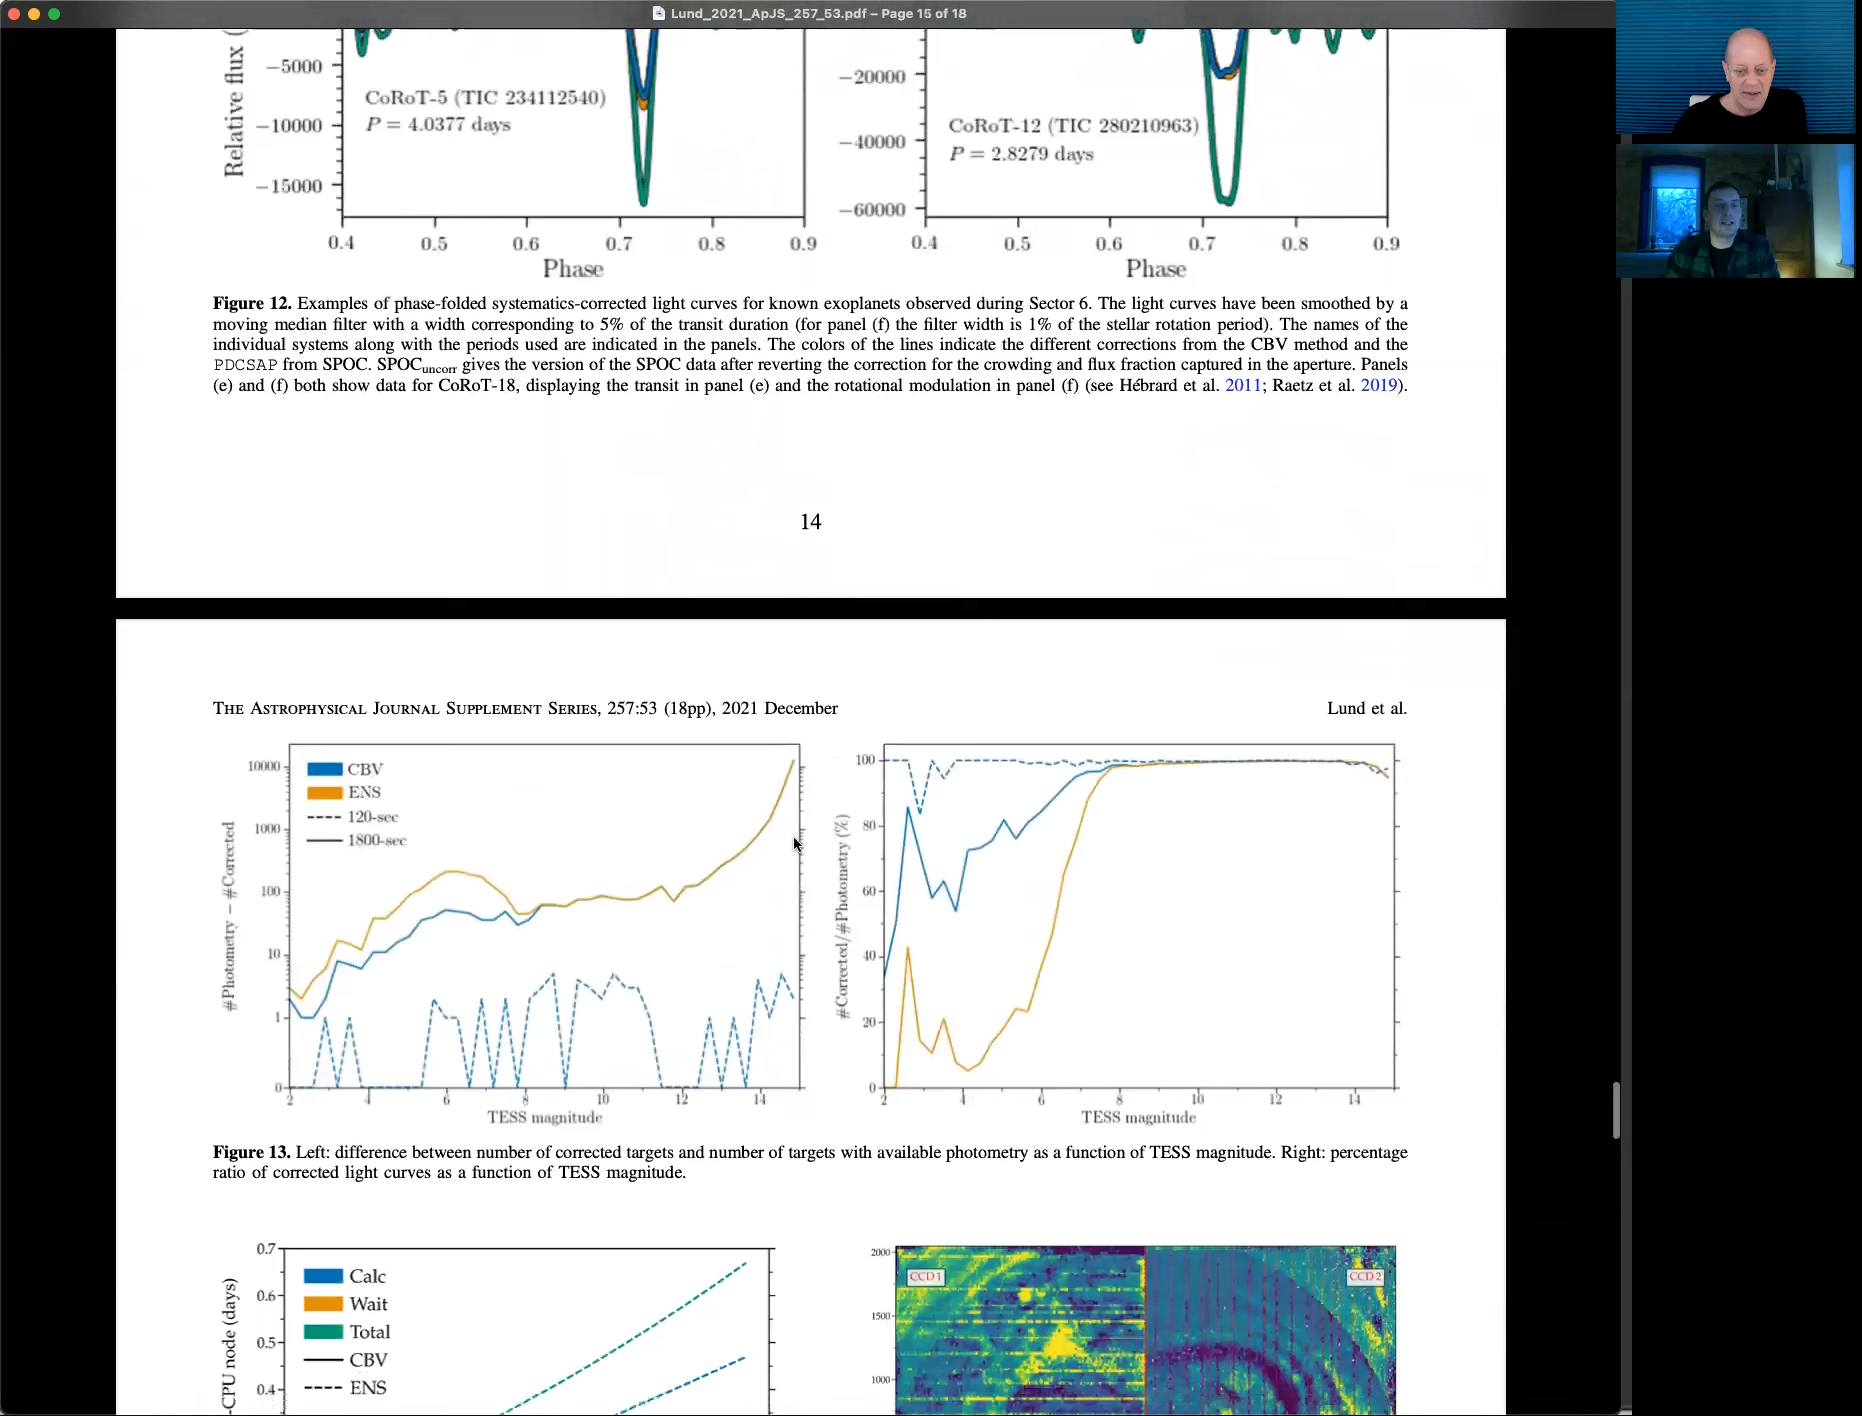 Lund_2021_ApJS_257_53.pdf – Page 15 of 18
Relative flux (
−5000
−10000
−15000
CoRoT-5 (TIC 234112540)
P = 4.0377 days
0.4 0.5 0.6 0.7 0.8 0.9
Phase
−20000
−40000
−60000
CoRoT-12 (TIC 280210963)
P = 2.8279 days
0.4 0.5 0.6 0.7 0.8 0.9
Phase
Figure 12. Examples of phase-folded systematics-corrected light curves for known exoplanets observed during Sector 6. The light curves have been smoothed by a
moving median filter with a width corresponding to 5% of the transit duration (for panel (f) the filter width is 1% of the stellar rotation period). The names of the
individual systems along with the periods used are indicated in the panels. The colors of the lines indicate the different corrections from the CBV method and the
PDCSAP from SPOC. SPOCuncorr gives the version of the SPOC data after reverting the correction for the crowding and flux fraction captured in the aperture. Panels
(e) and (f) both show data for CoRoT-18, displaying the transit in panel (e) and the rotational modulation in panel (f) (see Hébrard et al. 2011; Raetz et al. 2019).
14
THE ASTROPHYSICAL JOURNAL SUPPLEMENT SERIES, 257:53 (18pp), 2021 December
Lund et al.
#Photometry − #Corrected
10000
1000
100
10
1
0
CBV
ENS
120-sec
1800-sec
2 4 6 8 10 12 14
TESS magnitude
#Corrected/#Photometry (%)
100
80
60
40
20
0
2 4 6 8 10 12 14
TESS magnitude
Figure 13. Left: difference between number of corrected targets and number of targets with available photometry as a function of TESS magnitude. Right: percentage
ratio of corrected light curves as a function of TESS magnitude.
-CPU node (days)
0.7
0.6
0.5
0.4
Calc
Wait
Total
CBV
ENS
2000
1500
1000
CCD1
CCD2